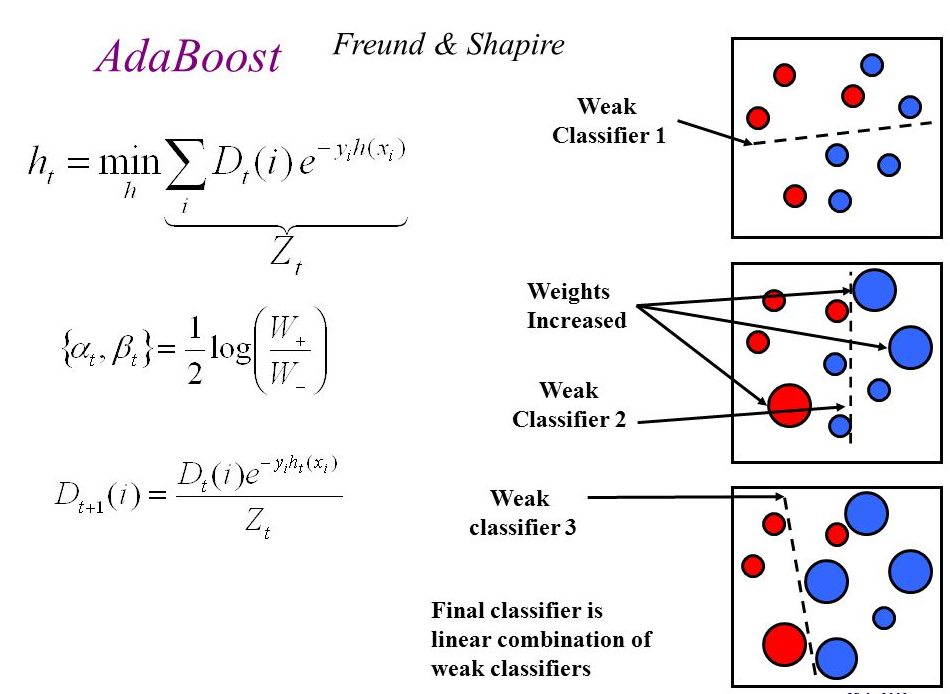 AdaBoost
Freund & Shapire
h_t = min_h ∑_i D_t(i) e^{-y_i h(x_i)}
Z_t
{α_t, β_t} = 1/2 log(W_+ / W_-)
D_{t+1}(i) = D_t(i)e^{-y_i h_t(x_i)} / Z_t
Weak
Classifier 1
Weights
Increased
Weak
Classifier 2
Weak
classifier 3
Final classifier is
linear combination of
weak classifiers